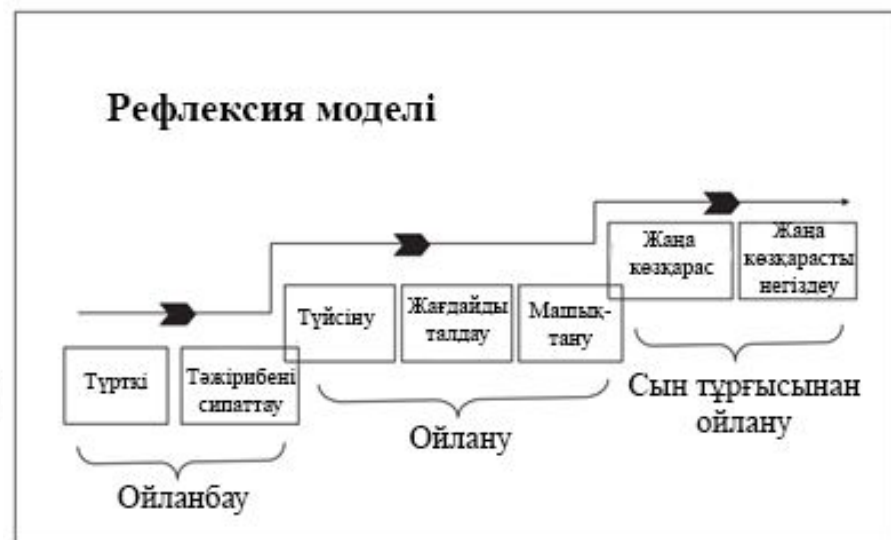 Рефлексия моделі
Жаңа
көзқарас
Жаңа
көзқарасты
негіздеу
Түйсіну
Жағдайды
талдау
Машық-
тану
Түрткі
Тәжірибені
сипаттау
Сын тұрғысынан
ойлану
Ойлану
Ойланбау